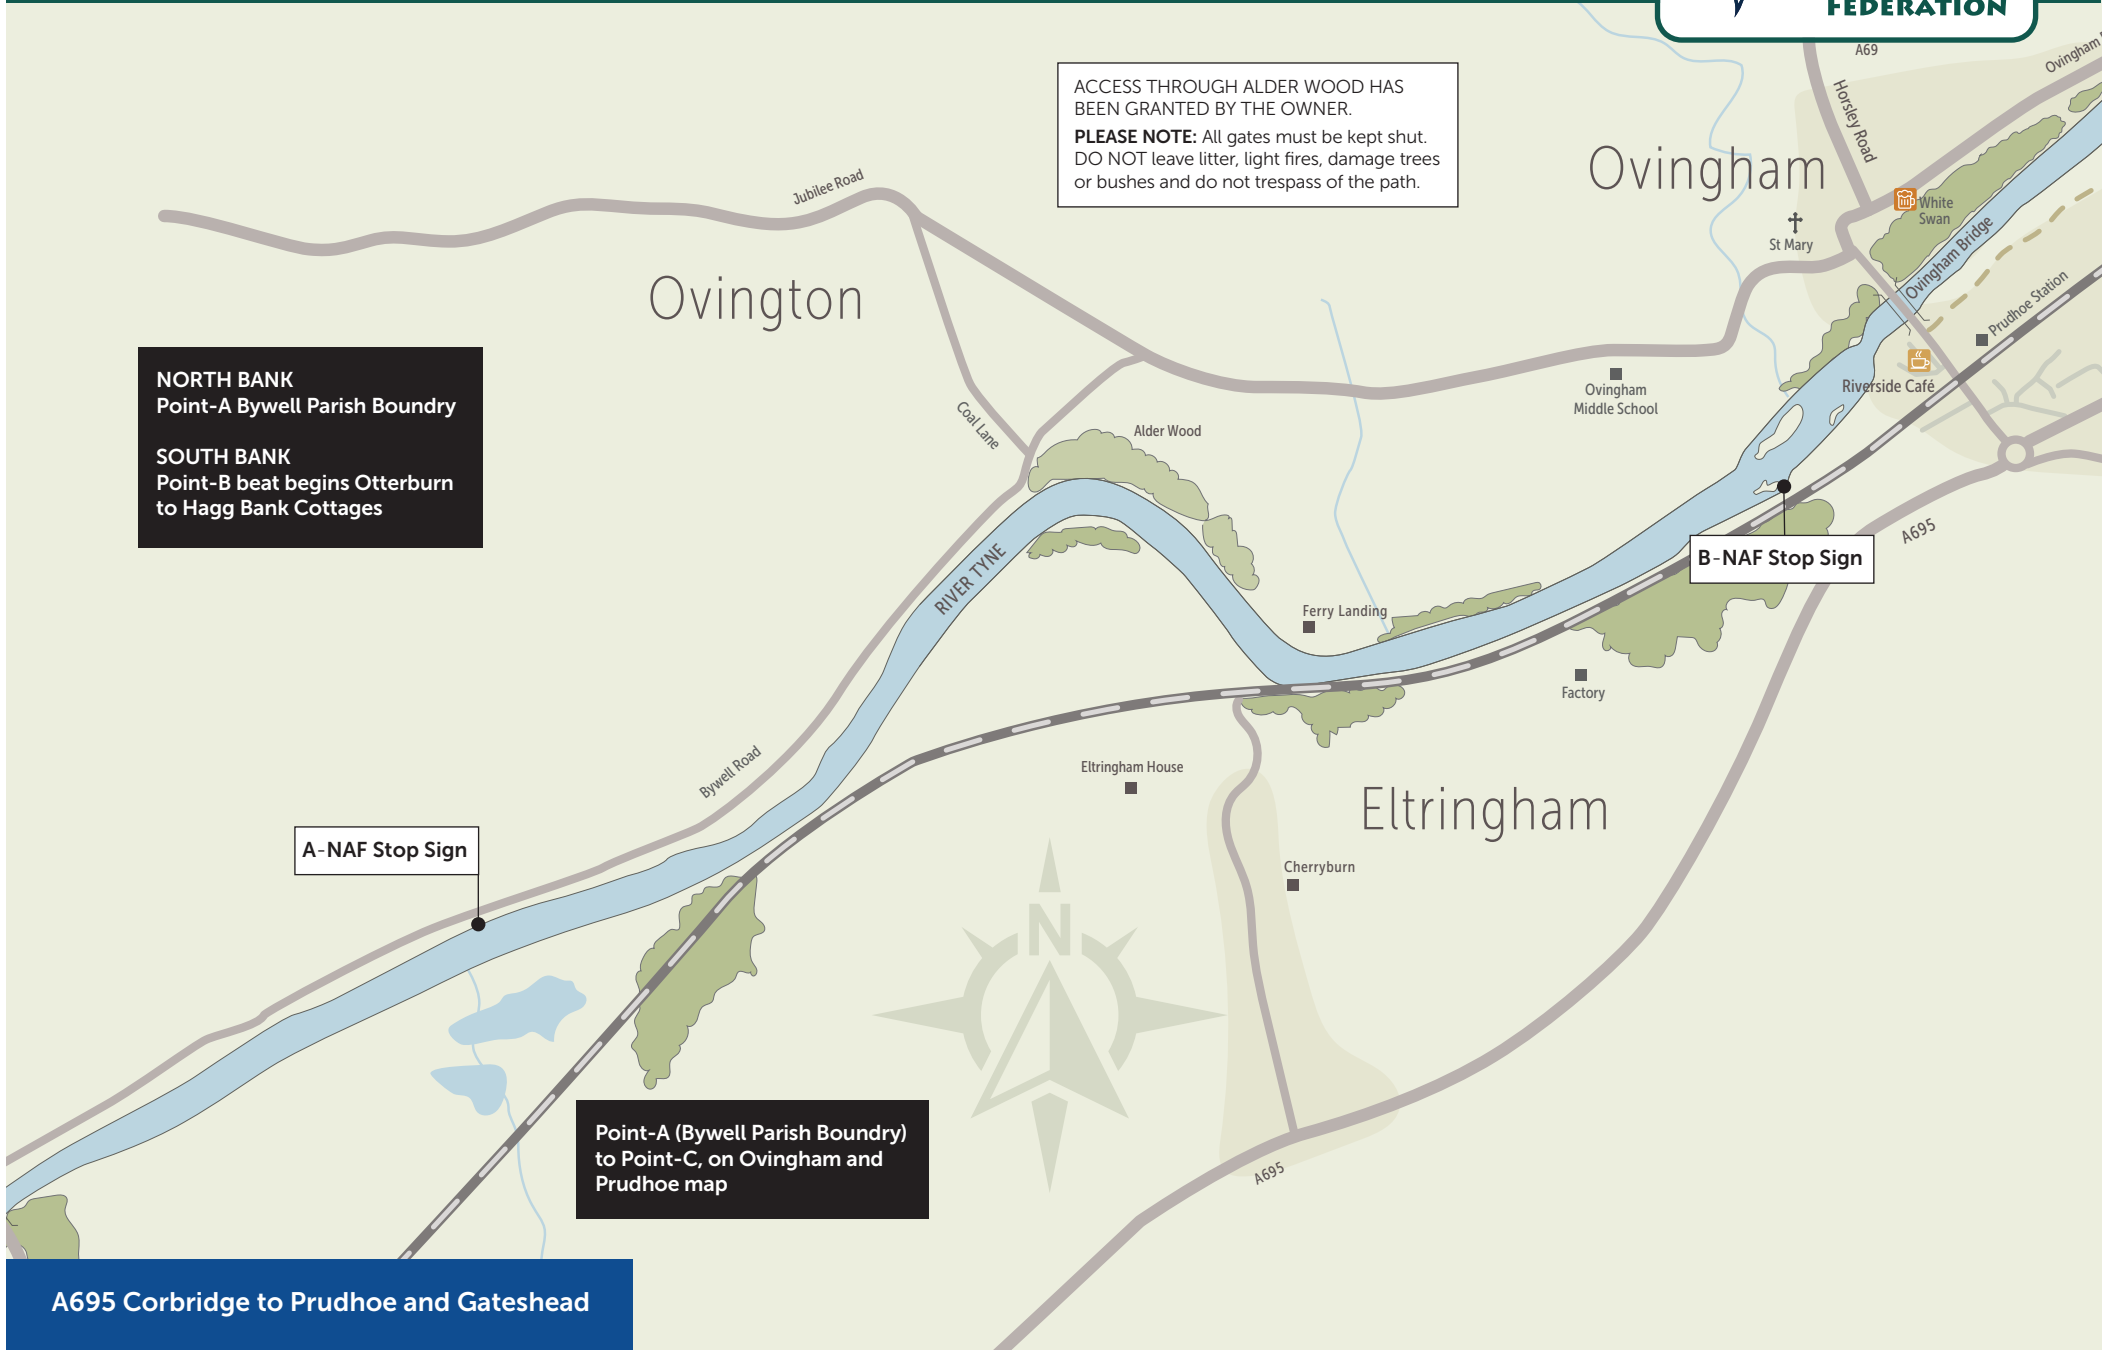 FEDERATION
A69
Ovingham
Horsley Road
ACCESS THROUGH ALDER WOOD HAS
BEEN GRANTED BY THE OWNER.
PLEASE NOTE: All gates must be kept shut.
DO NOT leave litter, light fires, damage trees
or bushes and do not trespass of the path.
Ovingham
Jubilee Road
White
Swan
St Mary
Ovingham Bridge
Prudhoe Station
Ovington
NORTH BANK
Point-A Bywell Parish Boundry
SOUTH BANK
Point-B beat begins Otterburn
to Hagg Bank Cottages
Riverside Café
Ovingham
Middle School
Coal Lane
Alder Wood
A695
B-NAF Stop Sign
RIVER TYNE
Ferry Landing
Factory
Bywell Road
Eltringham House
Eltringham
A-NAF Stop Sign
Cherryburn
N
Point-A (Bywell Parish Boundry)
to Point-C, on Ovingham and
Prudhoe map
A695
A695 Corbridge to Prudhoe and Gateshead